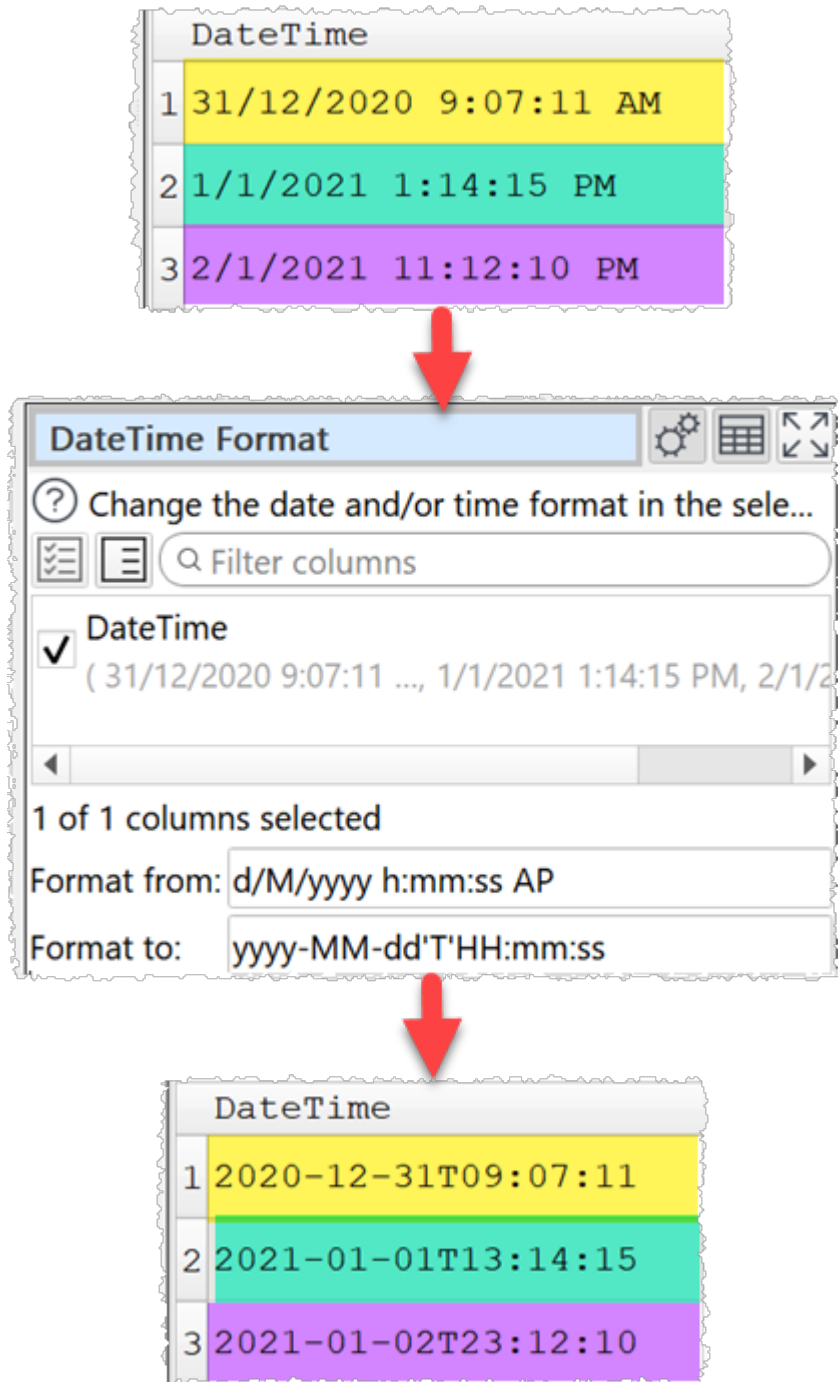 DateTime
1 31/12/2020 9:07:11 AM
2 1/1/2021 1:14:15 PM
3 2/1/2021 11:12:10 PM
DateTime Format
? Change the date and/or time format in the sele...
Filter columns
DateTime
( 31/12/2020 9:07:11 ..., 1/1/2021 1:14:15 PM, 2/1/2
1 of 1 columns selected
Format from: d/M/yyyy h:mm:ss AP
Format to: yyyy-MM-dd'T'HH:mm:ss
DateTime
1 2020-12-31T09:07:11
2 2021-01-01T13:14:15
3 2021-01-02T23:12:10